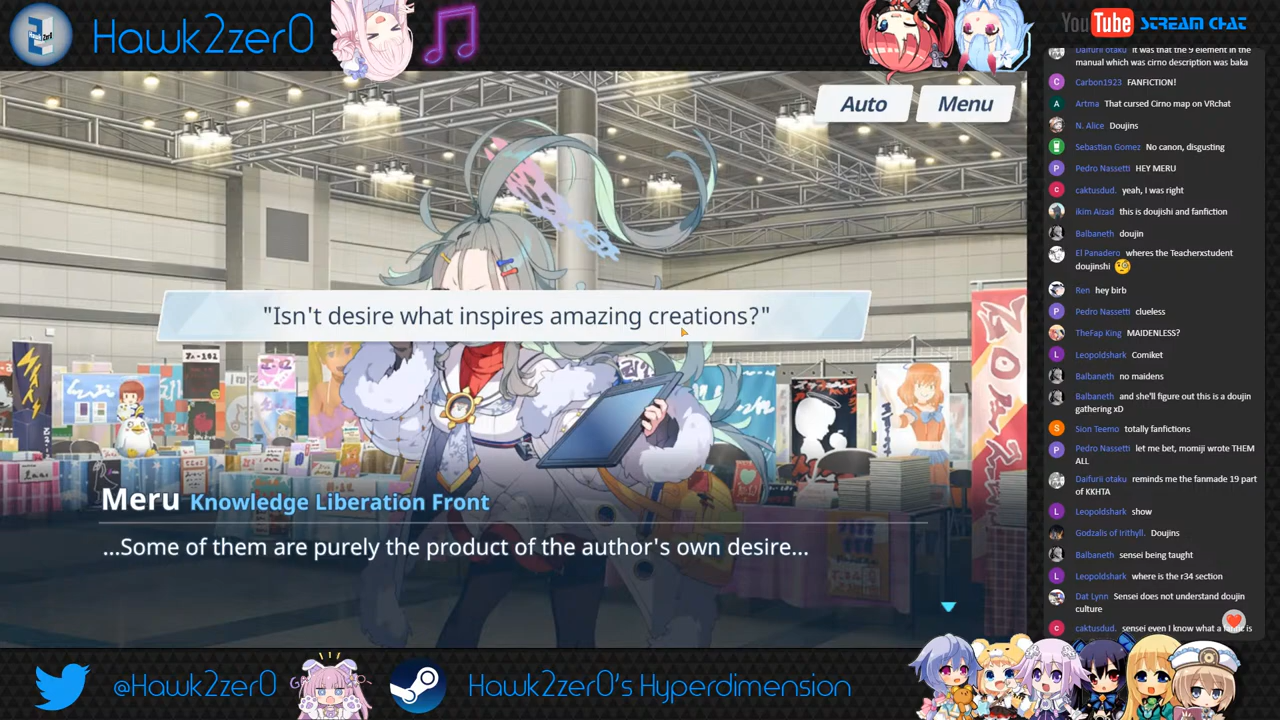 Hawk2zer0
You Tube STREAM CHAT
Auto
Menu
"Isn't desire what inspires amazing creations?"
Meru Knowledge Liberation Front
...Some of them are purely the product of the author's own desire...
Daifurii otaku It was that the 9 element in the
manual which was cirno description was baka
C Carbon1923 FANFICTION!
A Artma That cursed Cirno map on VRchat
N. Alice Doujins
Sebastian Gomez No canon, disgusting
P Pedro Nassetti HEY MERU
c caktusdud. yeah, I was right
ikim Aizad this is doujishi and fanfiction
Balbaneth doujin
El Panadero wheres the Teacherxstudent
doujinshi
Ren hey birb
P Pedro Nassetti clueless
TheFap King MAIDENLESS?
L Leopoldshark Comiket
Balbaneth no maidens
Balbaneth and she'll figure out this is a doujin
gathering xD
S Sion Teemo totally fanfictions
P Pedro Nassetti let me bet, momiji wrote THEM
ALL
Daifurii otaku reminds me the fanmade 19 part
of KKHTA
L Leopoldshark show
Godzalis of Irithyll. Doujins
Balbaneth sensei being taught
L Leopoldshark where is the r34 section
Dat Lynn Sensei does not understand doujin
culture
c caktusdud. sensei even I know what a fanfic is
@Hawk2zer0
Hawk2zer0's Hyperdimension